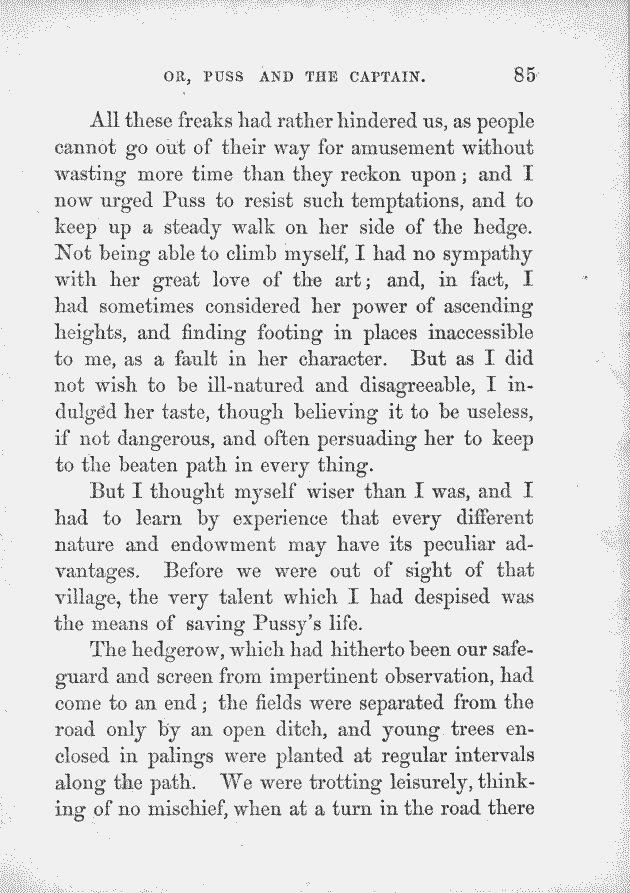 OR, PUSS AND THE CAPTAIN. 85
All these freaks had rather hindered us, as people
cannot go out of their way for amusement without
wasting more time than they reckon upon; and I
now urged Puss to resist such temptations, and to
keep up a steady walk on her side of the hedge.
Not being able to climb myself, I had no sympathy
with her great love of the art; and, in fact, I
had sometimes considered her power of ascending
heights, and finding footing in places inaccessible
to me, as a fault in her character. But as I did
not wish to be ill-natured and disagreeable, I in-
dulged her taste, though believing it to be useless,
if not dangerous, and often persuading her to keep
to the beaten path in every thing.
But I thought myself wiser than I was, and I
had to learn by experience that every different
nature and endowment may have its peculiar ad-
vantages. Before we were out of sight of that
village, the very talent which I had despised was
the means of saving Pussy's life.
The hedgerow, which had hitherto been our safe-
guard and screen from impertinent observation, had
come to an end; the fields were separated from the
road only by an open ditch, and young trees en-
closed in palings were planted at regular intervals
along the path. We were trotting leisurely, think-
ing of no mischief, when at a turn in the road there